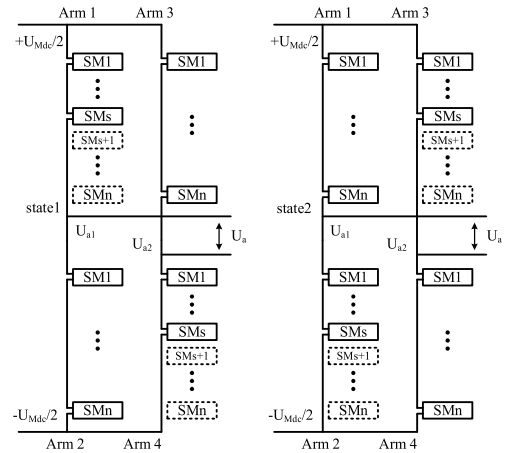 Arm 1 Arm 3
+U_Mdc/2
SM1 SM1
SMs
SMs+1
SMn SMn
state1
U_a1
U_a2 U_a
SM1 SM1
SMs
SMs+1
SMn SMn
-U_Mdc/2
Arm 2 Arm 4
Arm 1 Arm 3
+U_Mdc/2
SM1 SM1
SMs
SMs+1
SMn SMn
state2
U_a1
U_a2 U_a
SM1 SM1
SMs
SMs+1
SMn SMn
-U_Mdc/2
Arm 2 Arm 4